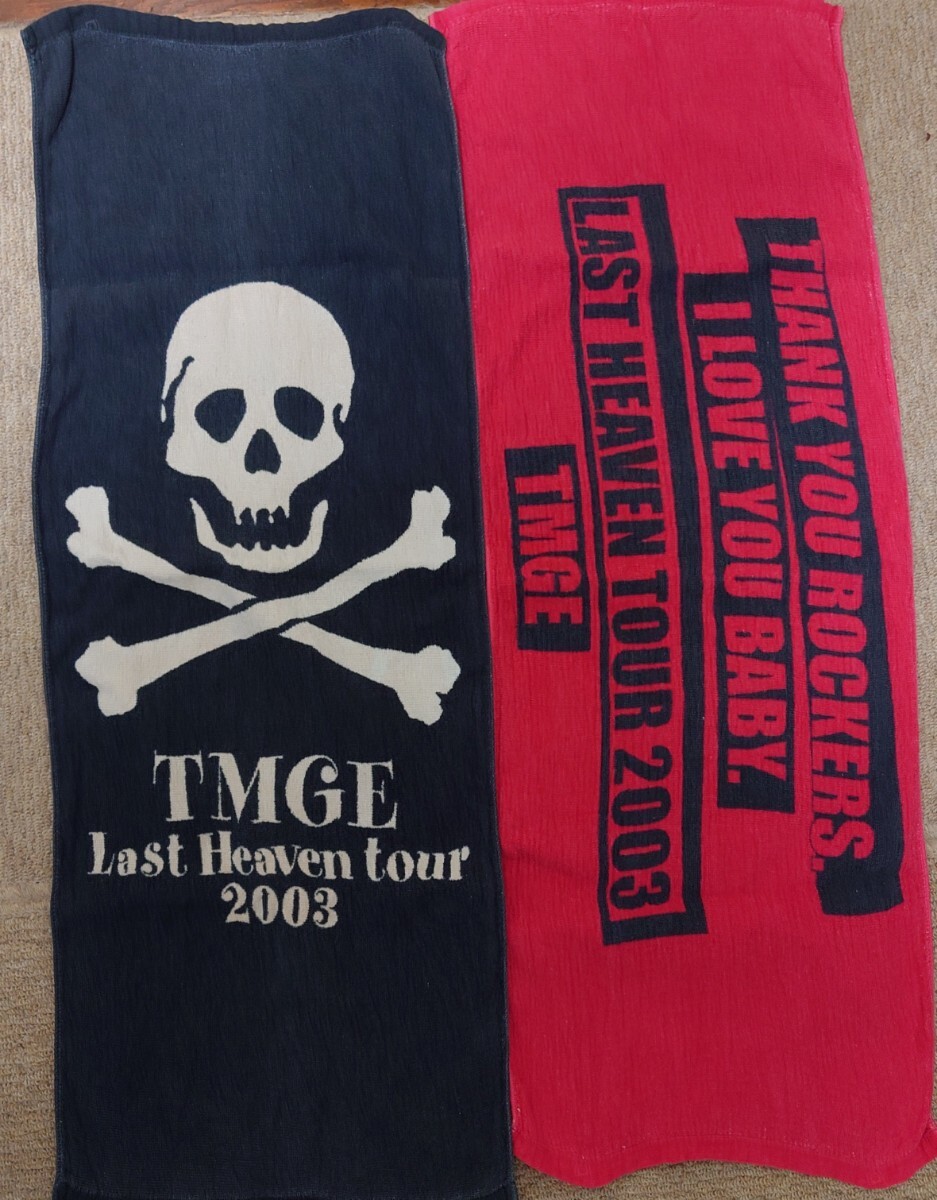 TMGE
Last Heaven tour
2003
THANK YOU ROCKERS.
I LOVE YOU BABY.
LAST HEAVEN TOUR 2003
TMGE